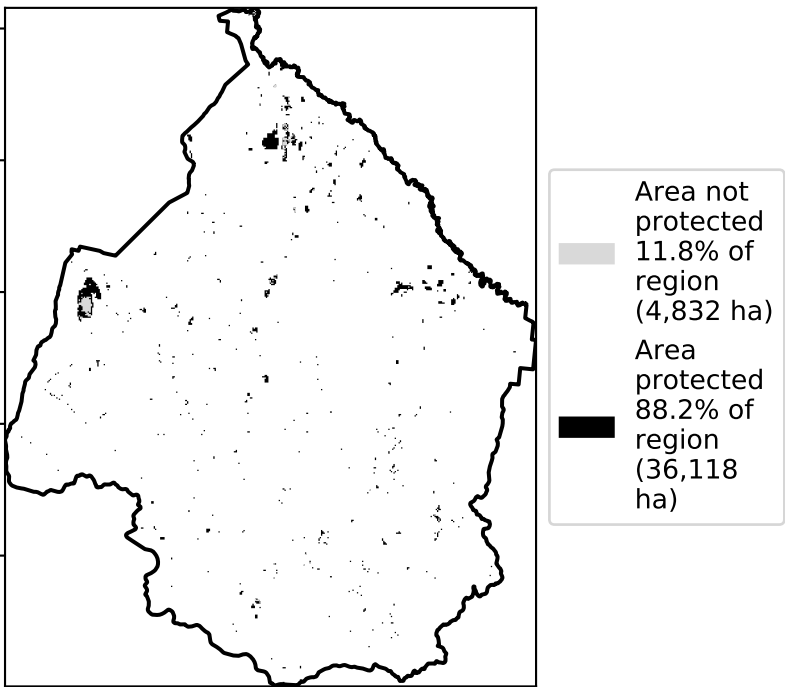 Area not
protected
11.8% of
region
(4,832 ha)
Area
protected
88.2% of
region
(36,118
ha)